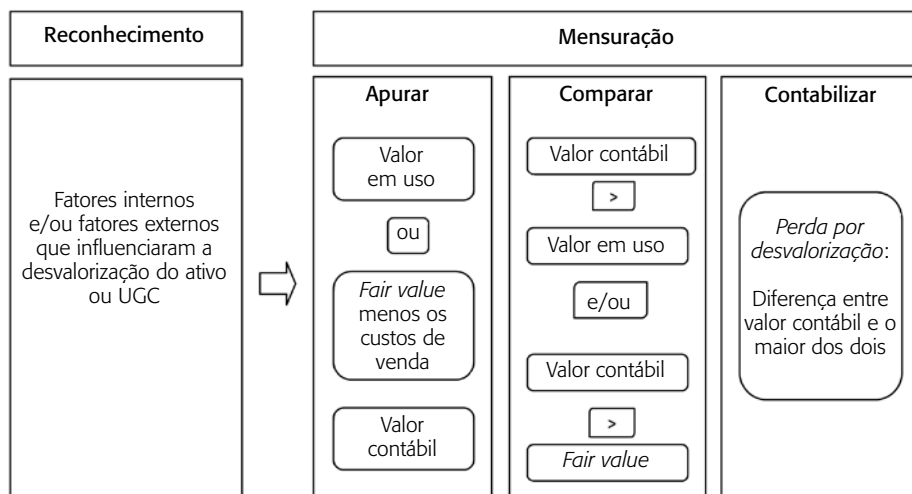 Reconhecimento
Mensuração
Fatores internos
e/ou fatores externos
que influenciaram a
desvalorização do ativo
ou UGC
Apurar
Valor
em uso
ou
Fair value
menos os
custos de
venda
Valor
contábil
Comparar
Valor contábil
>
Valor em uso
e/ou
Valor contábil
>
Fair value
Contabilizar
Perda por
desvalorização:
Diferença entre
valor contábil e o
maior dos dois